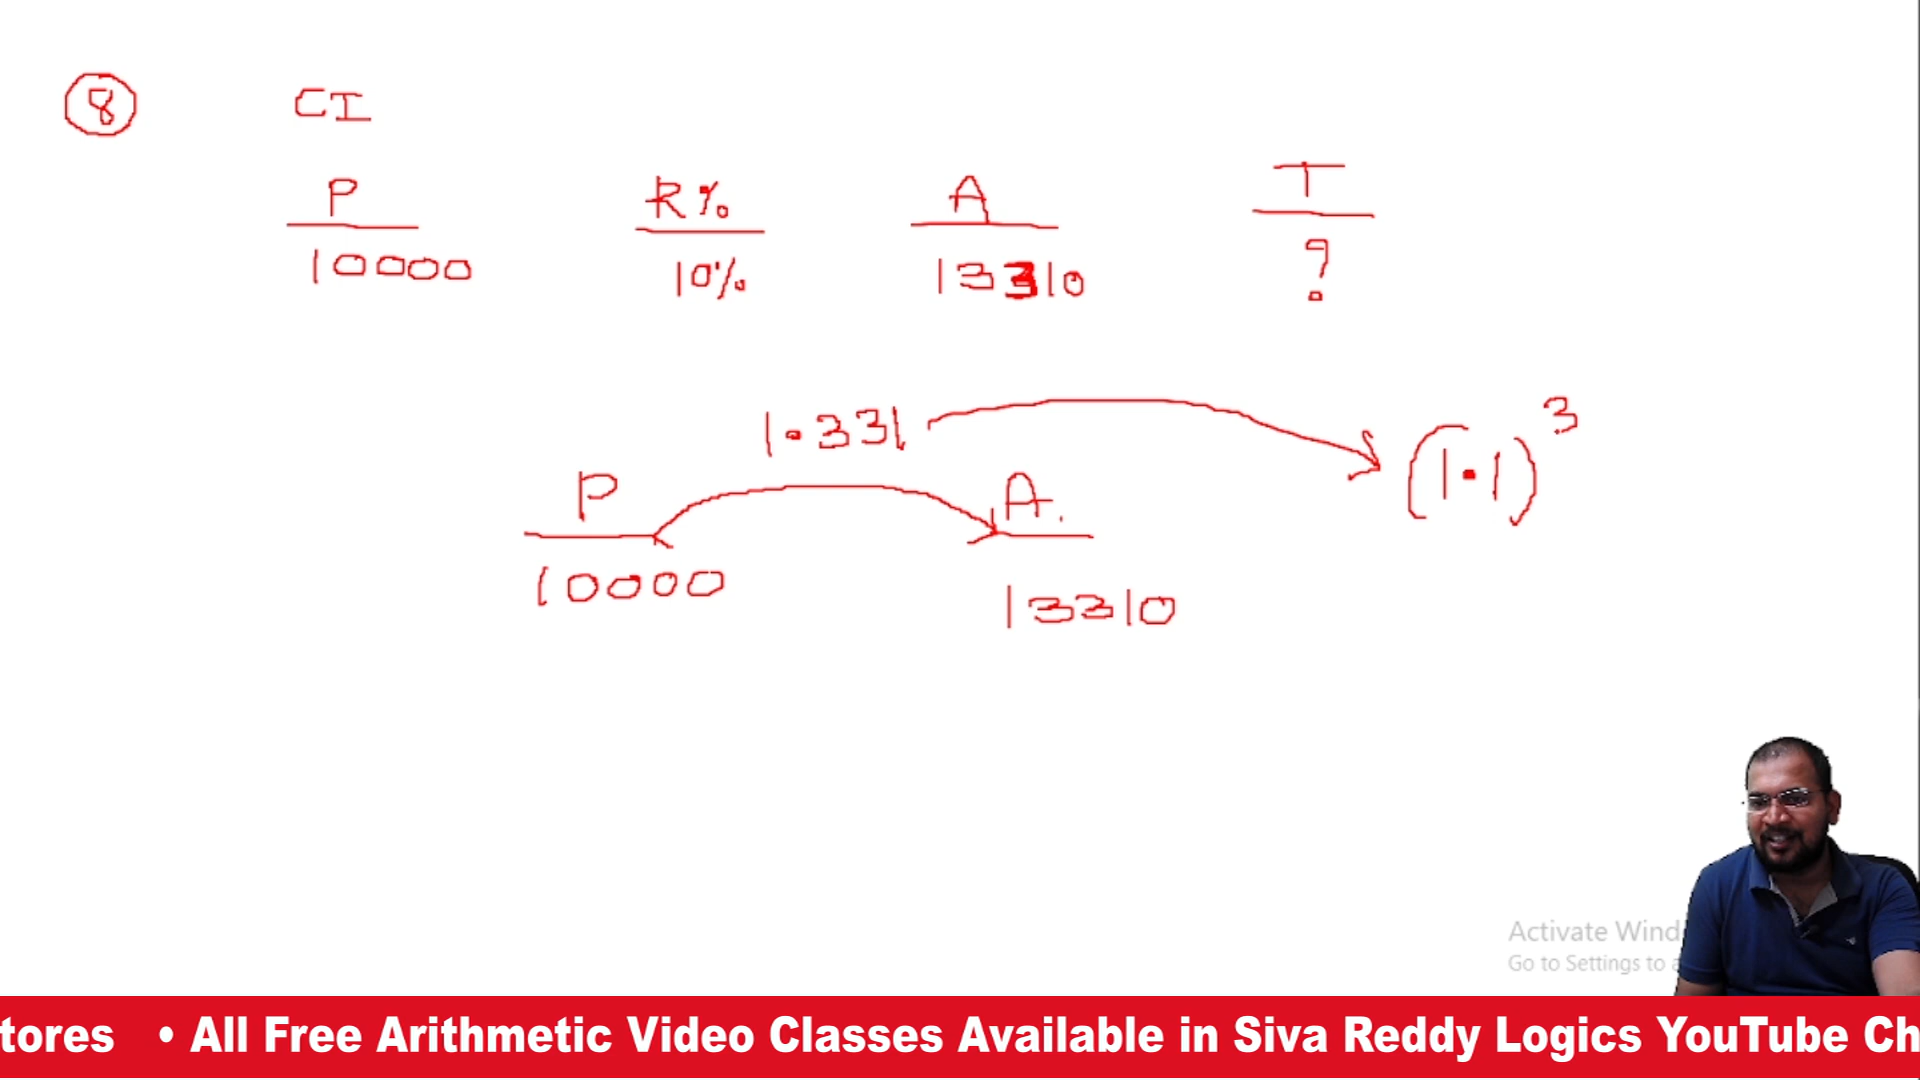 8 CI
P R% A T
10000 10% 13310 ?
1.331 (1.1)³
P A.
10000 13310
Activate Wind
Go to Settings to a
tores • All Free Arithmetic Video Classes Available in Siva Reddy Logics YouTube Ch